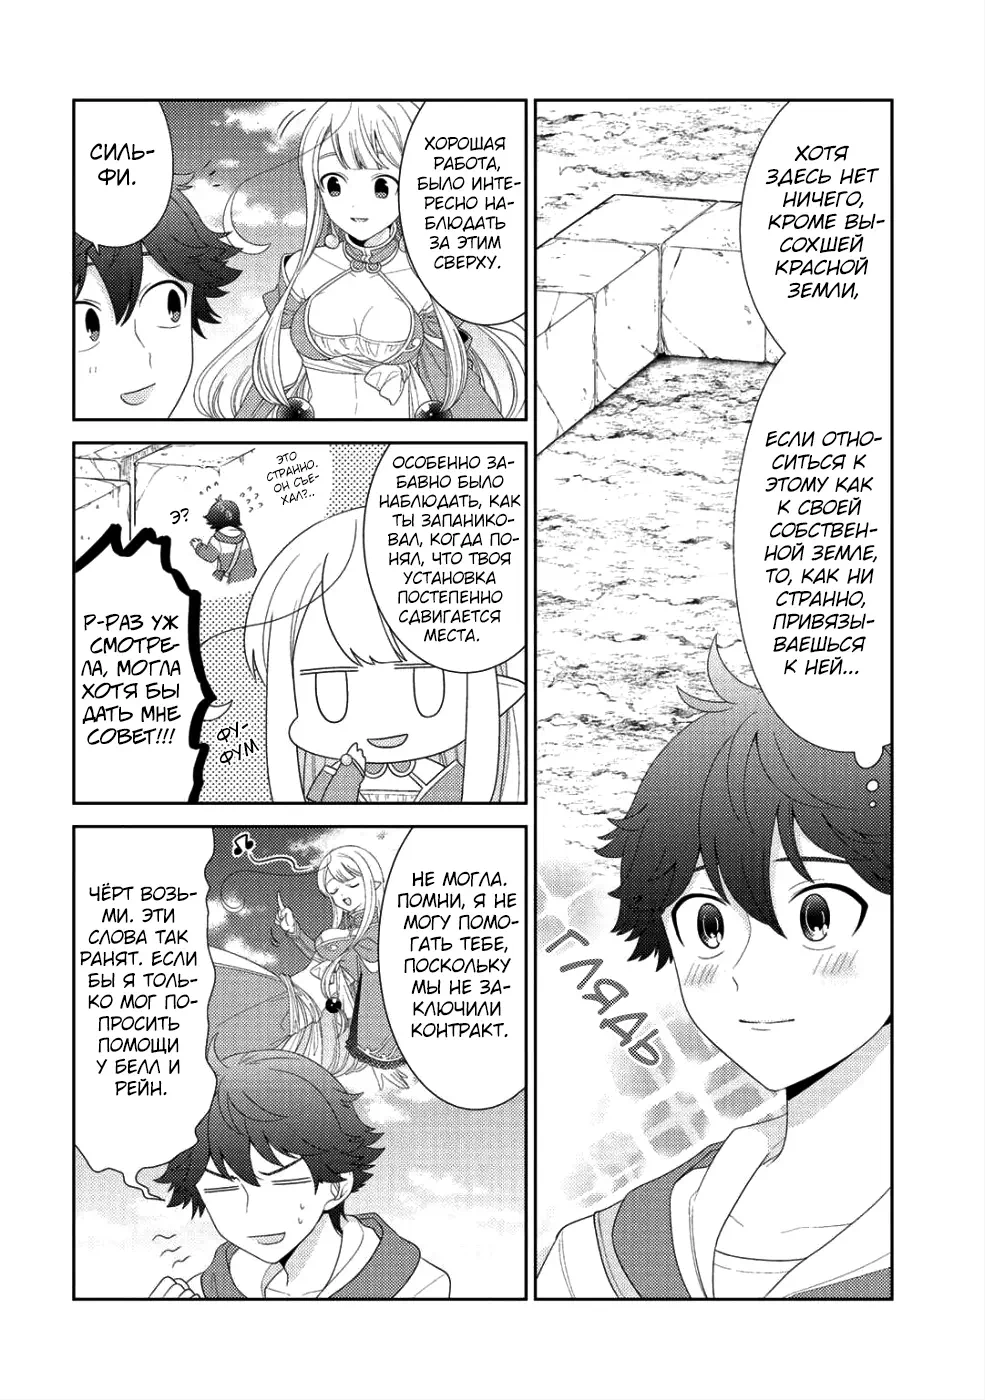 ХОТЯ
ЗДЕСЬ НЕТ
НИЧЕГО,
КРОМЕ ВЫ-
СОХШЕЙ
КРАСНОЙ
ЗЕМЛИ,
ЕСЛИ ОТНО-
СИТЬСЯ К
ЭТОМУ КАК
К СВОЕЙ
СОБСТВЕН-
НОЙ ЗЕМЛЕ,
ТО, КАК НИ
СТРАННО,
ПРИВЯЗЫ-
ВАЕШЬСЯ
К НЕЙ...
ГЛЯДЬ
ХОРОШАЯ
РАБОТА,
БЫЛО ИНТЕ-
РЕСНО НА-
БЛЮДАТЬ
ЗА ЭТИМ
СВЕРХУ.
СИЛЬ-
ФИ.
ОСОБЕННО ЗА-
БАВНО БЫЛО
НАБЛЮДАТЬ, КАК
ТЫ ЗАПАНИКО-
ВАЛ, КОГДА ПО-
НЯЛ, ЧТО ТВОЯ
УСТАНОВКА
ПОСТЕПЕННО
СДВИГАЕТСЯ
МЕСТА.
ЭТО
СТРАННО.
ОН СЪЕ-
ХАЛ?..
Э?
ФУ-
ФУМ
Р-РАЗ УЖ
СМОТРЕ-
ЛА, МОГЛА
ХОТЯ БЫ
ДАТЬ МНЕ
СОВЕТ!!!
НЕ МОГЛА.
ПОМНИ, Я НЕ
МОГУ ПОМО-
ГАТЬ ТЕБЕ,
ПОСКОЛЬКУ
МЫ НЕ ЗА-
КЛЮЧИЛИ
КОНТРАКТ.
ЧЁРТ ВОЗЬ-
МИ. ЭТИ
СЛОВА ТАК
РАНЯТ. ЕСЛИ
БЫ Я ТОЛЬ-
КО МОГ ПО-
ПРОСИТЬ
ПОМОЩИ
У БЕЛЛ И
РЕЙН.